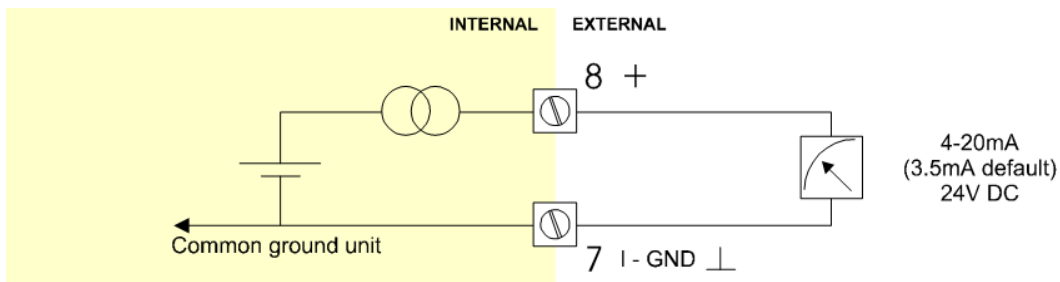 INTERNAL EXTERNAL
8 +
4-20mA
(3.5mA default)
24V DC
Common ground unit
7 I - GND ⊥